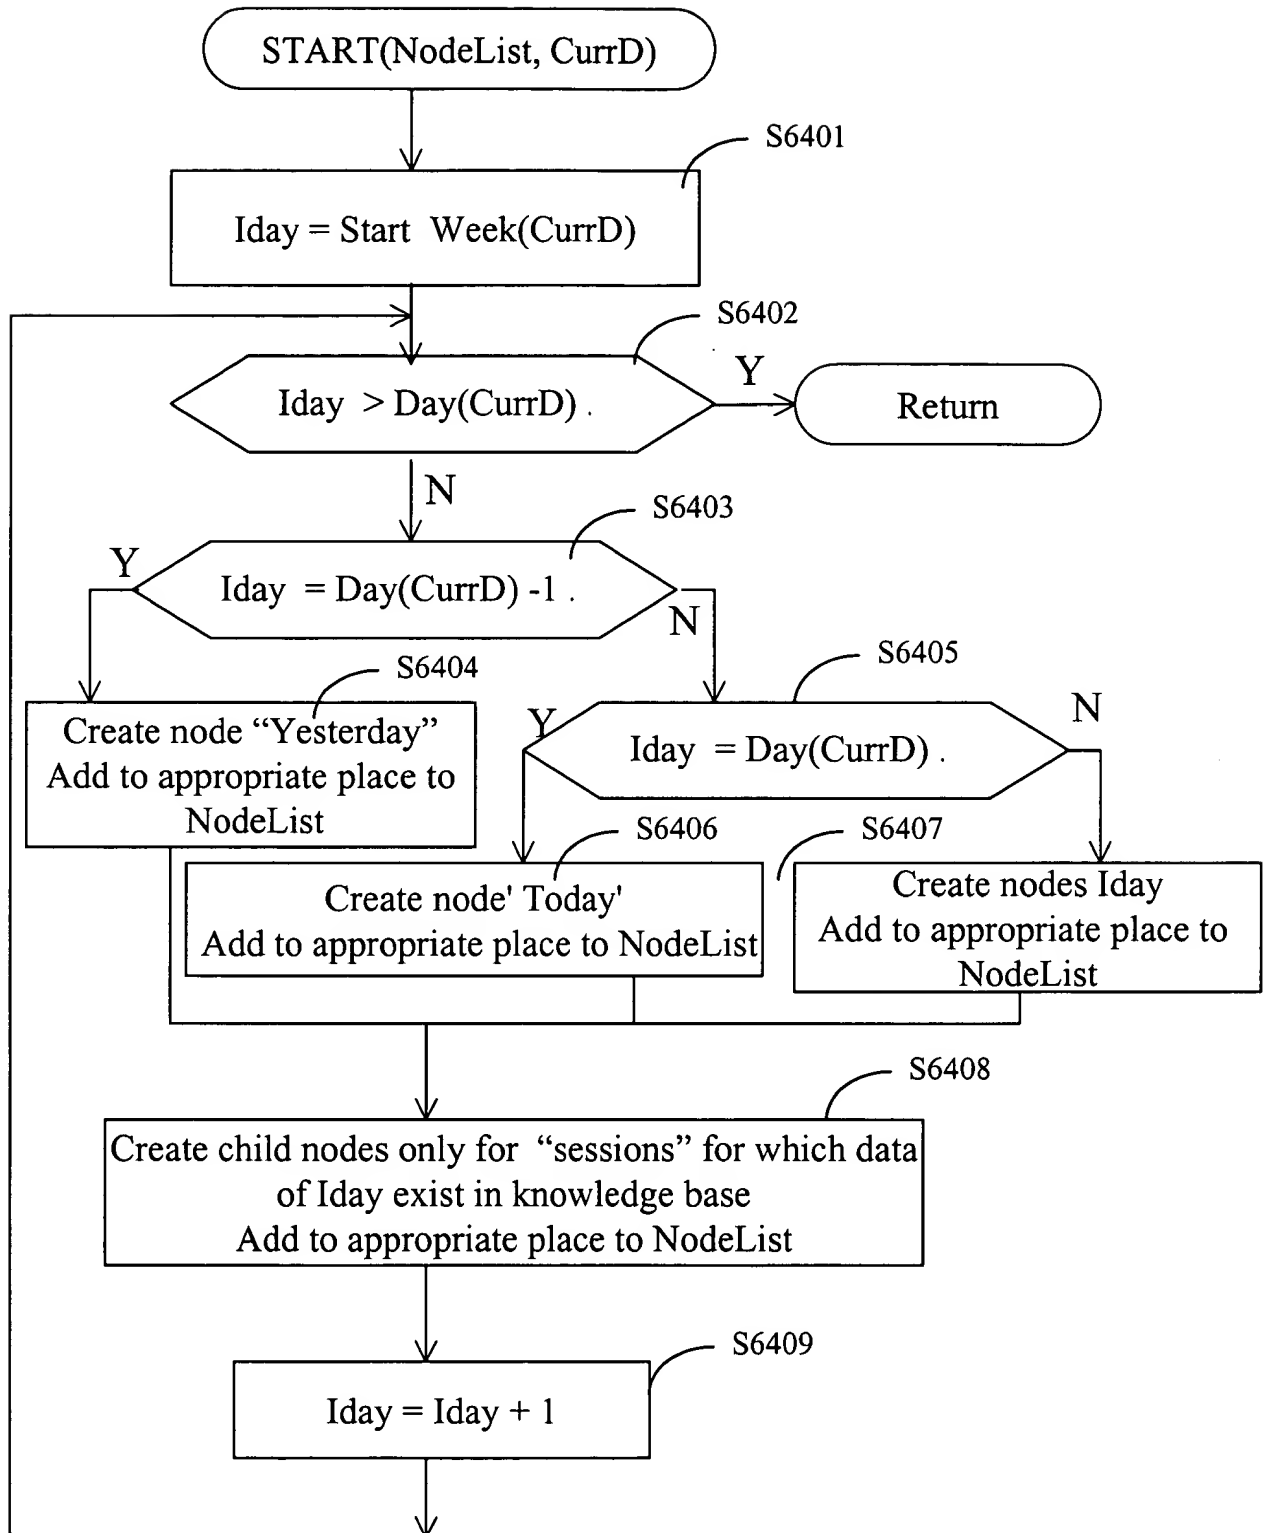 START(NodeList, CurrD)
S6401
Iday = Start  Week(CurrD)
S6402
Iday  > Day(CurrD) .
Y
Return
N
S6403
Y
Iday  = Day(CurrD) -1 .
N
S6404
S6405
Create node “Yesterday”
Add to appropriate place to
NodeList
Y
Iday  = Day(CurrD) .
N
S6406
S6407
Create node' Today'
Add to appropriate place to NodeList
Create nodes Iday
Add to appropriate place to
NodeList
S6408
Create child nodes only for  “sessions” for which data
of Iday exist in knowledge base
Add to appropriate place to NodeList
S6409
Iday = Iday + 1